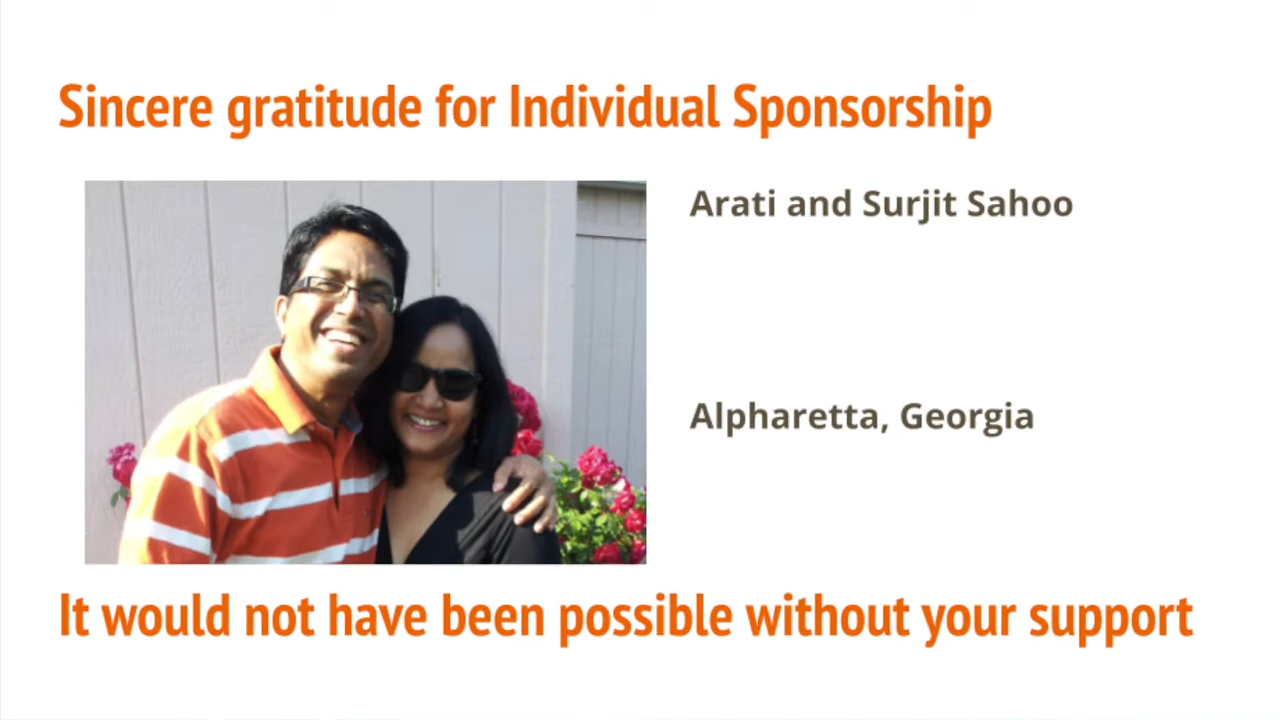 Sincere gratitude for Individual Sponsorship
Arati and Surjit Sahoo
Alpharetta, Georgia
It would not have been possible without your support